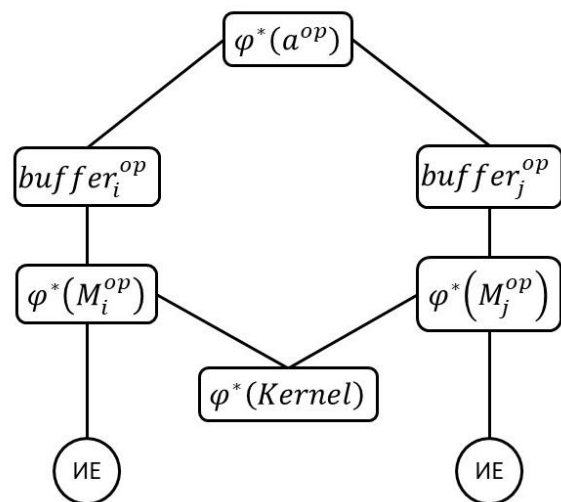 φ*(a^{op})
buffer_i^{op}
buffer_j^{op}
φ*(M_i^{op})
φ*(M_j^{op})
φ*(Kernel)
ИЕ
ИЕ